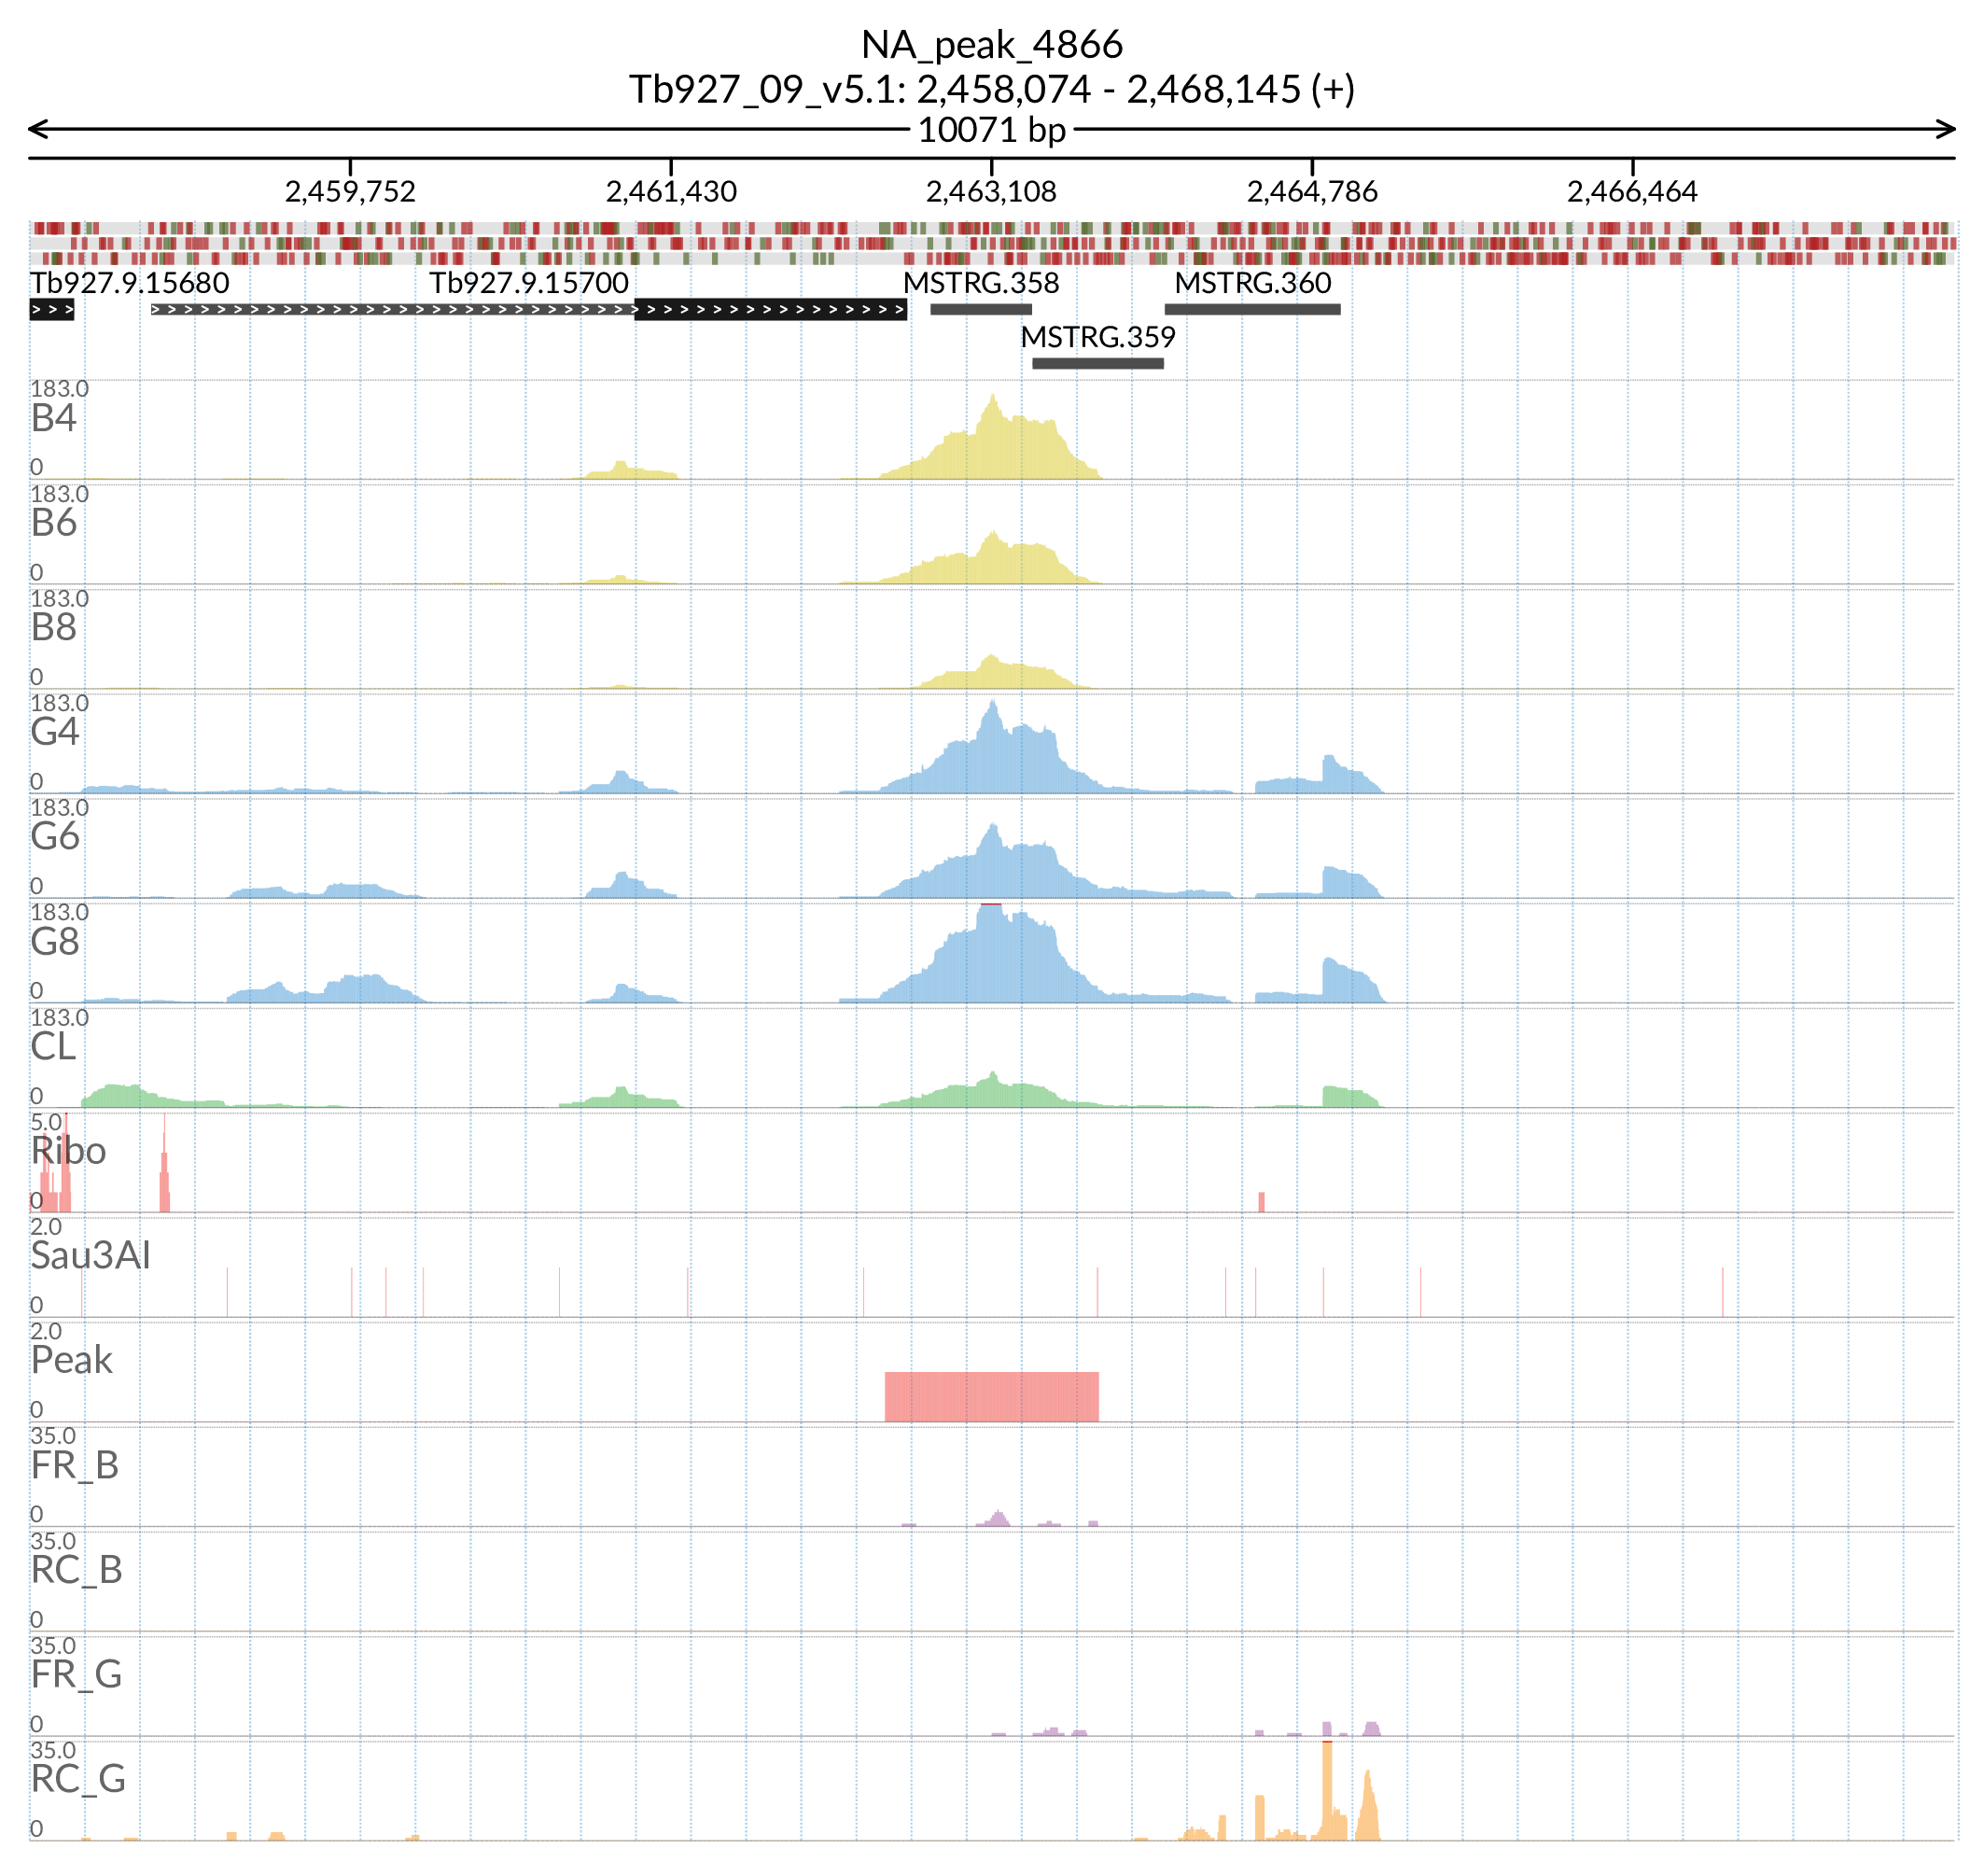 NA_peak_4866
Tb927_09_v5.1: 2,458,074 - 2,468,145 (+)
10071 bp
2,459,752 2,461,430 2,463,108 2,464,786 2,466,464
Tb927.9.15680 Tb927.9.15700 MSTRG.358 MSTRG.360
MSTRG.359
183.0
B4
0
183.0
B6
0
183.0
B8
0
183.0
G4
0
183.0
G6
0
183.0
G8
0
183.0
CL
0
5.0
Ribo
0
2.0
Sau3AI
0
2.0
Peak
0
35.0
FR_B
0
35.0
RC_B
0
35.0
FR_G
0
35.0
RC_G
0